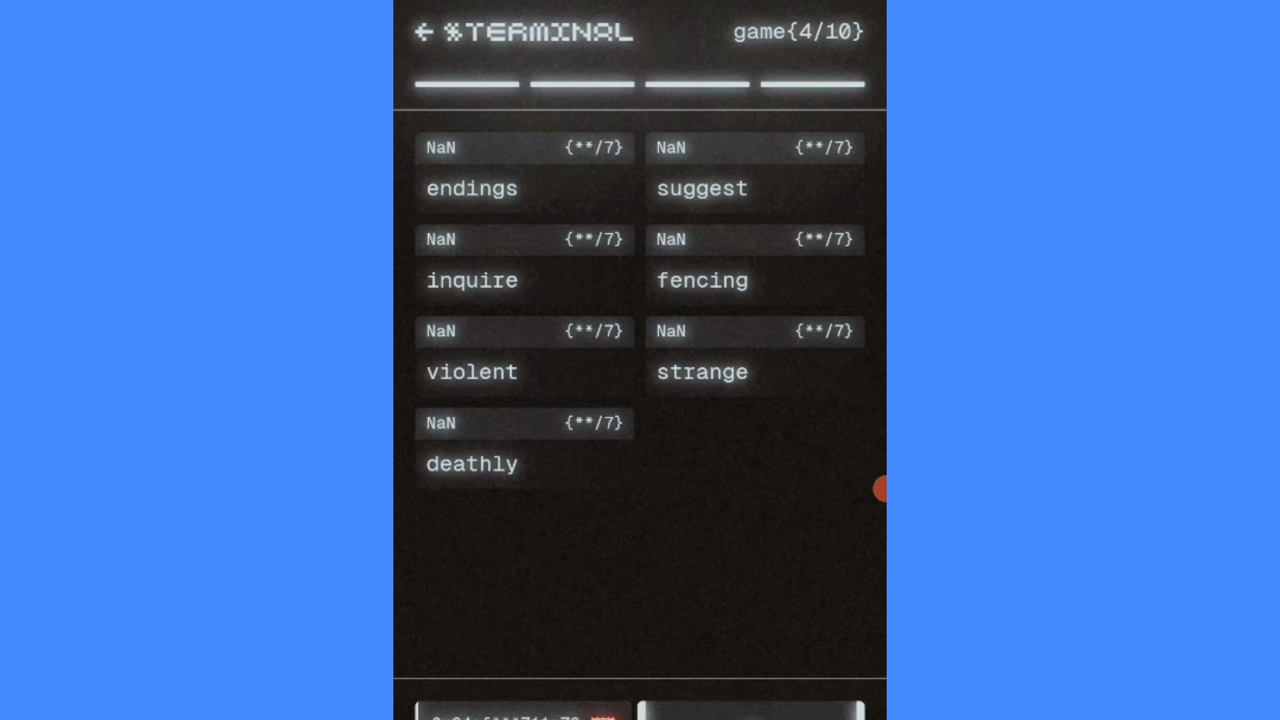 ← %TERMINAL game{4/10}
NaN {**/7} NaN {**/7}
endings suggest
NaN {**/7} NaN {**/7}
inquire fencing
NaN {**/7} NaN {**/7}
violent strange
NaN {**/7}
deathly